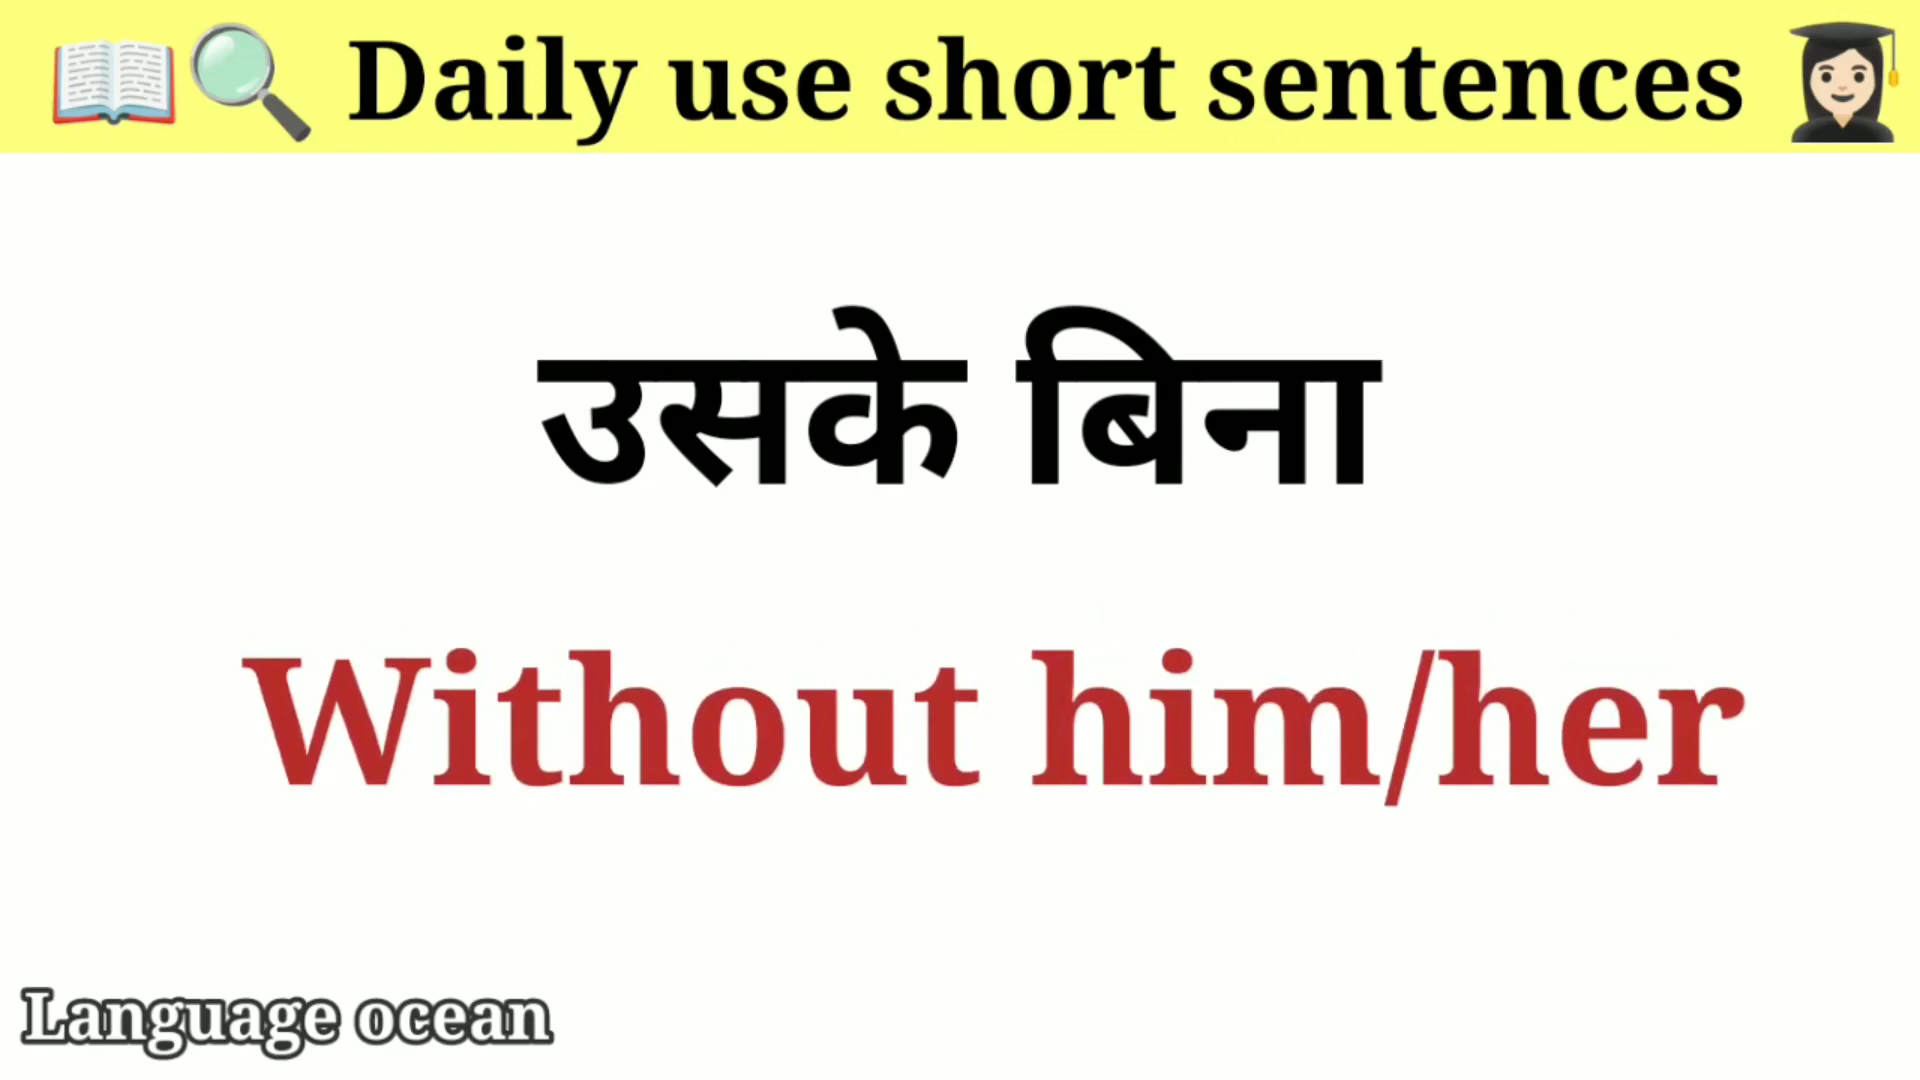 Daily use short sentences
उसके बिना
Without him/her
Language ocean